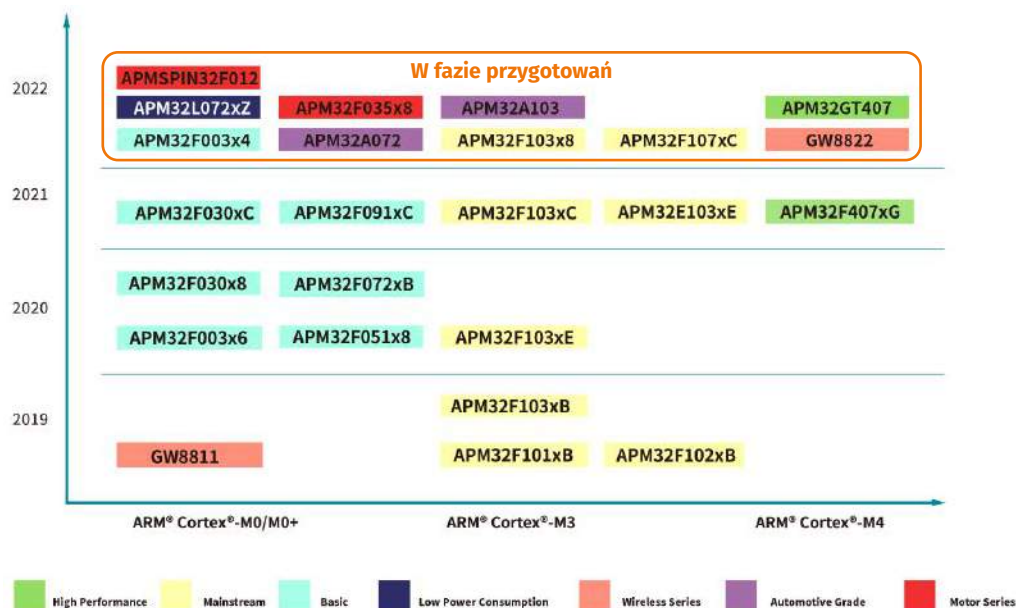 W fazie przygotowań
2022
APMSPIN32F012
APM32L072xZ APM32F035x8 APM32A103 APM32GT407
APM32F003x4 APM32A072 APM32F103x8 APM32F107xC GW8822
2021
APM32F030xC APM32F091xC APM32F103xC APM32E103xE APM32F407xG
2020
APM32F030x8 APM32F072xB
APM32F003x6 APM32F051x8 APM32F103xE
2019
APM32F103xB
GW8811 APM32F101xB APM32F102xB
ARM® Cortex®-M0/M0+ ARM® Cortex®-M3 ARM® Cortex®-M4
High Performance Mainstream Basic Low Power Consumption Wireless Series Automotive Grade Motor Series